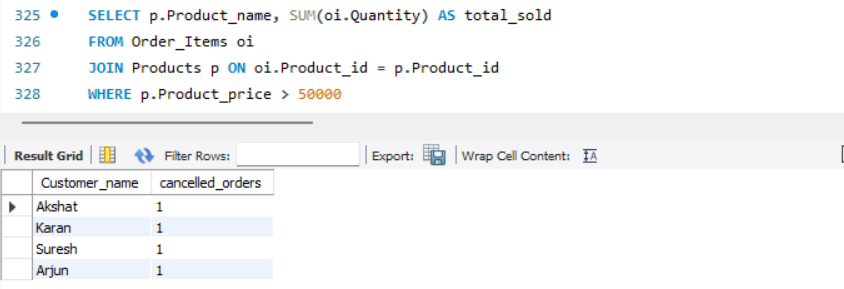 325 SELECT p.Product_name, SUM(oi.Quantity) AS total_sold
326 FROM Order_Items oi
327 JOIN Products p ON oi.Product_id = p.Product_id
328 WHERE p.Product_price > 50000
Result Grid Filter Rows: Export: Wrap Cell Content:
Customer_name cancelled_orders
Akshat 1
Karan 1
Suresh 1
Arjun 1